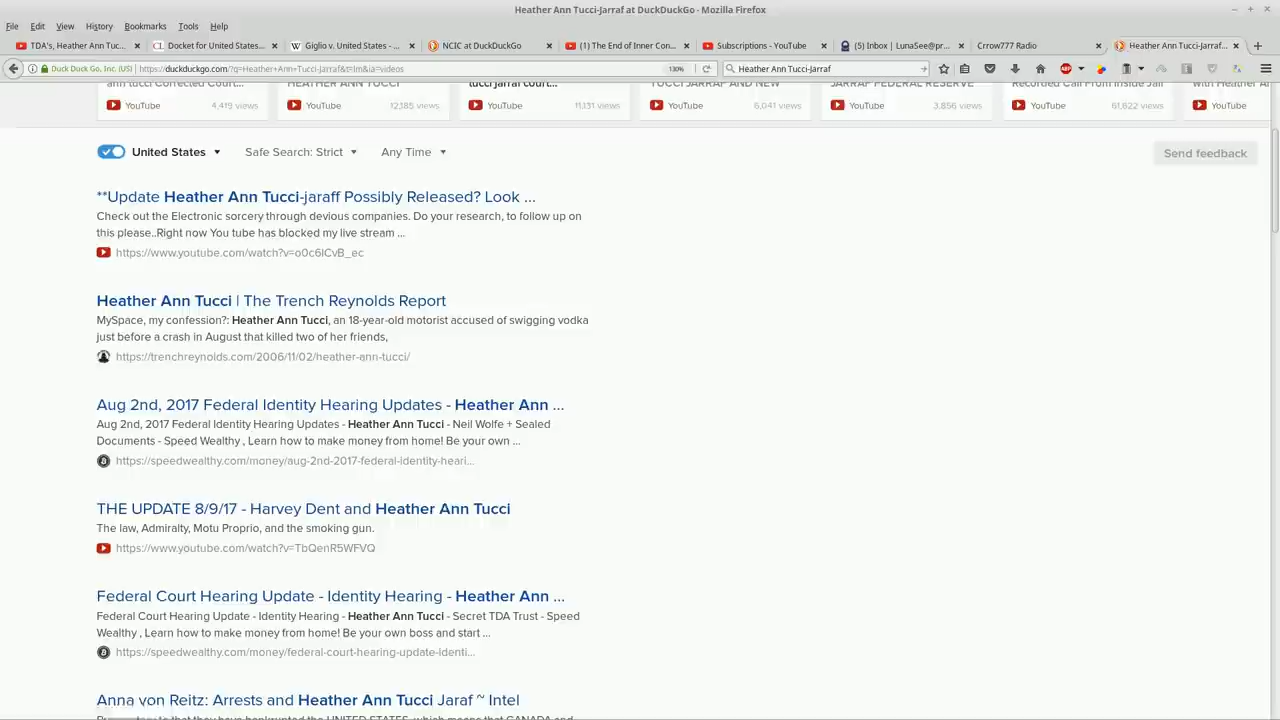 Heather Ann Tucci-Jarraf at DuckDuckGo - Mozilla Firefox
File Edit View History Bookmarks Tools Help
TDA's, Heather Ann Tuc... Docket for United States... Giglio v. United States - ... NCIC at DuckDuckGo (1) The End of Inner Con... Subscriptions - YouTube (5) Inbox | LunaSee@pr... Crrow777 Radio Heather Ann Tucci-Jarraf...
Duck Duck Go, Inc. (US) https://duckduckgo.com/?q=Heather+Ann+Tucci-Jarraf&t=lm&ia=videos 130% Heather Ann Tucci-Jarraf
ann tucci Corrected Court... HEATHER ANN TUCCI tucci jarraf court... TUCCI JARRAF AND NEW JARRAF FEDERAL RESERVE Recorded Call From Inside Jail with Heather A
YouTube 4,419 views YouTube 12,185 views YouTube 11,131 views YouTube 6,041 views YouTube 3,856 views YouTube 61,622 views YouTube
United States Safe Search: Strict Any Time Send feedback
**Update Heather Ann Tucci-jaraff Possibly Released? Look ...
Check out the Electronic sorcery through devious companies. Do your research, to follow up on
this please..Right now You tube has blocked my live stream ...
https://www.youtube.com/watch?v=o0c6ICvB_ec
Heather Ann Tucci | The Trench Reynolds Report
MySpace, my confession?: Heather Ann Tucci, an 18-year-old motorist accused of swigging vodka
just before a crash in August that killed two of her friends,
https://trenchreynolds.com/2006/11/02/heather-ann-tucci/
Aug 2nd, 2017 Federal Identity Hearing Updates - Heather Ann ...
Aug 2nd, 2017 Federal Identity Hearing Updates - Heather Ann Tucci - Neil Wolfe + Sealed
Documents - Speed Wealthy , Learn how to make money from home! Be your own ...
https://speedwealthy.com/money/aug-2nd-2017-federal-identity-heari...
THE UPDATE 8/9/17 - Harvey Dent and Heather Ann Tucci
The law, Admiralty, Motu Proprio, and the smoking gun.
https://www.youtube.com/watch?v=TbQenR5WFVQ
Federal Court Hearing Update - Identity Hearing - Heather Ann ...
Federal Court Hearing Update - Identity Hearing - Heather Ann Tucci - Secret TDA Trust - Speed
Wealthy , Learn how to make money from home! Be your own boss and start ...
https://speedwealthy.com/money/federal-court-hearing-update-identi...
Anna von Reitz: Arrests and Heather Ann Tucci Jaraf ~ Intel
to that they have bankrupted the UNITED STATES, which means that CANADA and